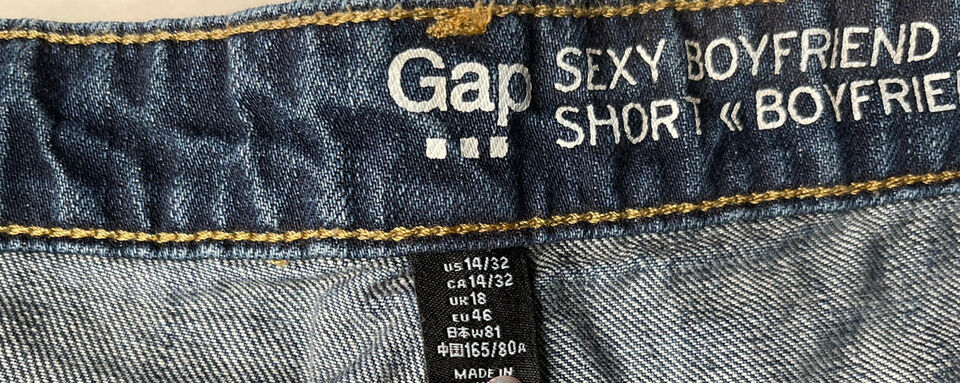 Gap SEXY BOYFRIEND
SHORT « BOYFRIE
US 14/32
CA 14/32
UK 18
EU 46
日本 W81
中国 165/80A
MADE IN